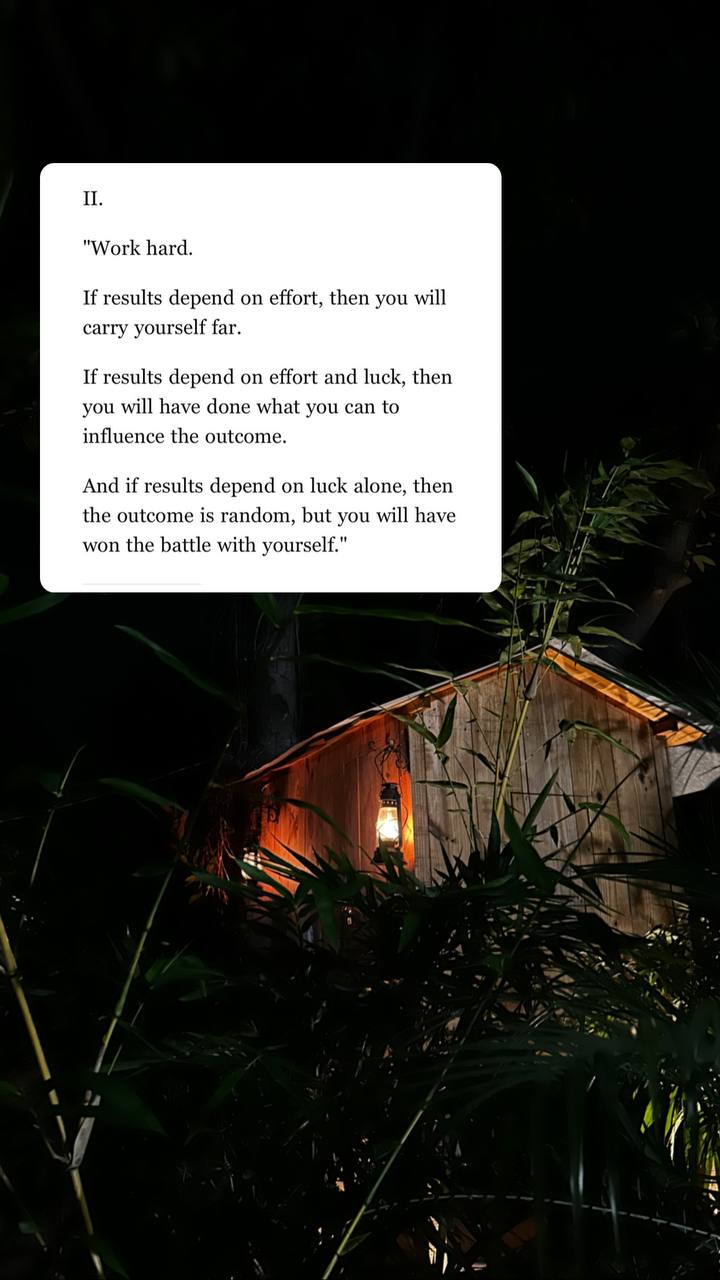 II.
"Work hard.
If results depend on effort, then you will
carry yourself far.
If results depend on effort and luck, then
you will have done what you can to
influence the outcome.
And if results depend on luck alone, then
the outcome is random, but you will have
won the battle with yourself."